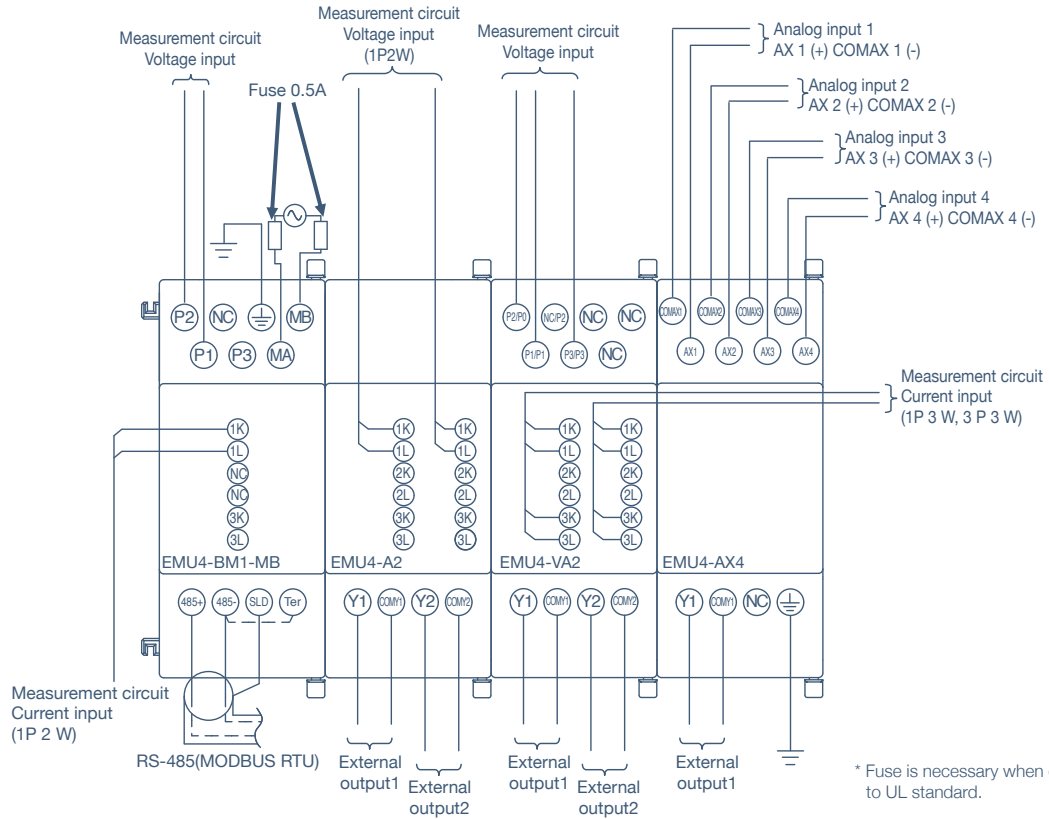 Measurement circuit
Voltage input
Measurement circuit
Voltage input
(1P2W)
Measurement circuit
Voltage input
Fuse 0.5A
Analog input 1
AX 1 (+) COMAX 1 (-)
Analog input 2
AX 2 (+) COMAX 2 (-)
Analog input 3
AX 3 (+) COMAX 3 (-)
Analog input 4
AX 4 (+) COMAX 4 (-)
P2 NC MB
P1 P3 MA
P2/P0 NC/P2 NC NC
P1/P1 P3/P3 NC
COMAX1 COMAX2 COMAX3 COMAX4
AX1 AX2 AX3 AX4
Measurement circuit
Current input
(1P 3 W, 3 P 3 W)
1K 1K 1K 1K 1K
1L 1L 1L 1L 1L
NC 2K 2K 2K 2K
NC 2L 2L 2L 2L
3K 3K 3K 3K 3K
3L 3L 3L 3L 3L
EMU4-BM1-MB EMU4-A2 EMU4-VA2 EMU4-AX4
485+ 485- SLD Ter
Y1 COMY1 Y2 COMY2
Y1 COMY1 Y2 COMY2
Y1 COMY1 NC
Measurement circuit
Current input
(1P 2 W)
RS-485(MODBUS RTU)
External
output1
External
output2
External
output1
External
output2
External
output1
* Fuse is necessary when
to UL standard.